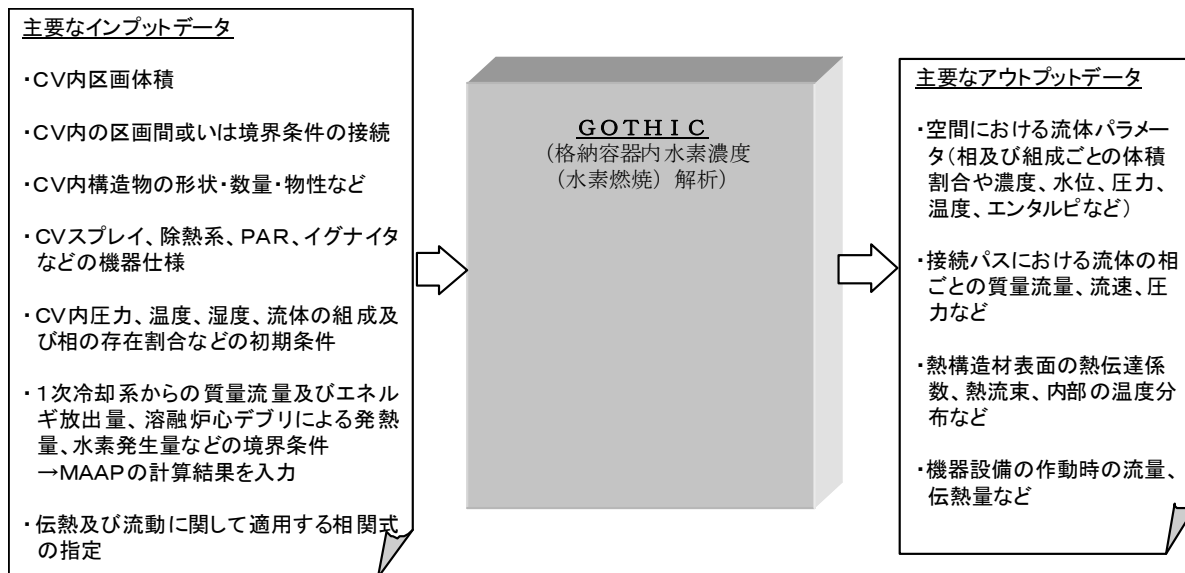 主要なインプットデータ
・CV内区画体積
・CV内の区画間或いは境界条件の接続
・CV内構造物の形状・数量・物性など
・CVスプレイ、除熱系、PAR、イグナイタ
などの機器仕様
・CV内圧力、温度、湿度、流体の組成及
び相の存在割合などの初期条件
・1次冷却系からの質量流量及びエネル
ギ放出量、溶融炉心デブリによる発熱
量、水素発生量などの境界条件
→MAAPの計算結果を入力
・伝熱及び流動に関して適用する相関式
の指定
GOTHIC
(格納容器内水素濃度
(水素燃焼)解析)
主要なアウトプットデータ
・空間における流体パラメー
タ(相及び組成ごとの体積
割合や濃度、水位、圧力、
温度、エンタルピなど)
・接続パスにおける流体の相
ごとの質量流量、流速、圧
力など
・熱構造材表面の熱伝達係
数、熱流束、内部の温度分
布など
・機器設備の作動時の流量、
伝熱量など